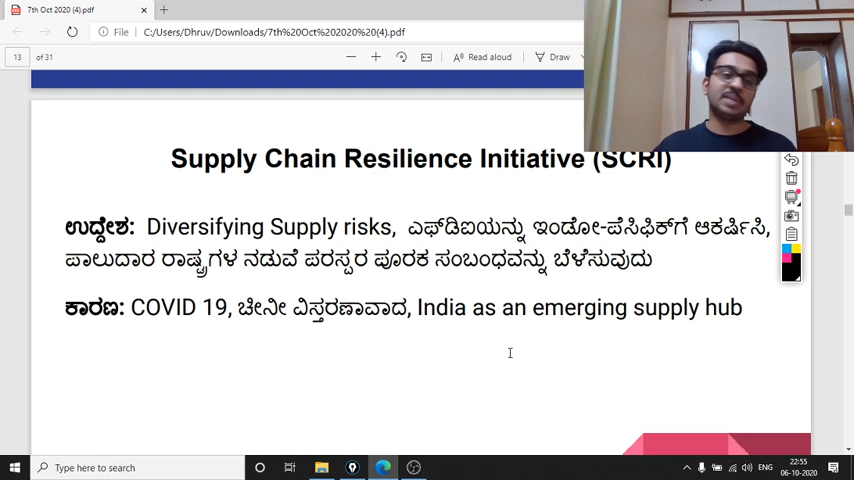 7th Oct 2020 (4).pdf
File C:/Users/Dhruv/Downloads/7th%20Oct%202020%20(4).pdf
13 of 31
Read aloud
Draw
Supply Chain Resilience Initiative (SCRI)
ಉದ್ದೇಶ: Diversifying Supply risks, ಎಫ್‌ಡಿಐಯನ್ನು ಇಂಡೋ-ಪೆಸಿಫಿಕ್‌ಗೆ ಆಕರ್ಷಿಸಿ,
ಪಾಲುದಾರ ರಾಷ್ಟ್ರಗಳ ನಡುವೆ ಪರಸ್ಪರ ಪೂರಕ ಸಂಬಂಧವನ್ನು ಬೆಳೆಸುವುದು
ಕಾರಣ: COVID 19, ಚೀನೀ ವಿಸ್ತರಣಾವಾದ, India as an emerging supply hub
Type here to search
ENG
22:55
06-10-2020